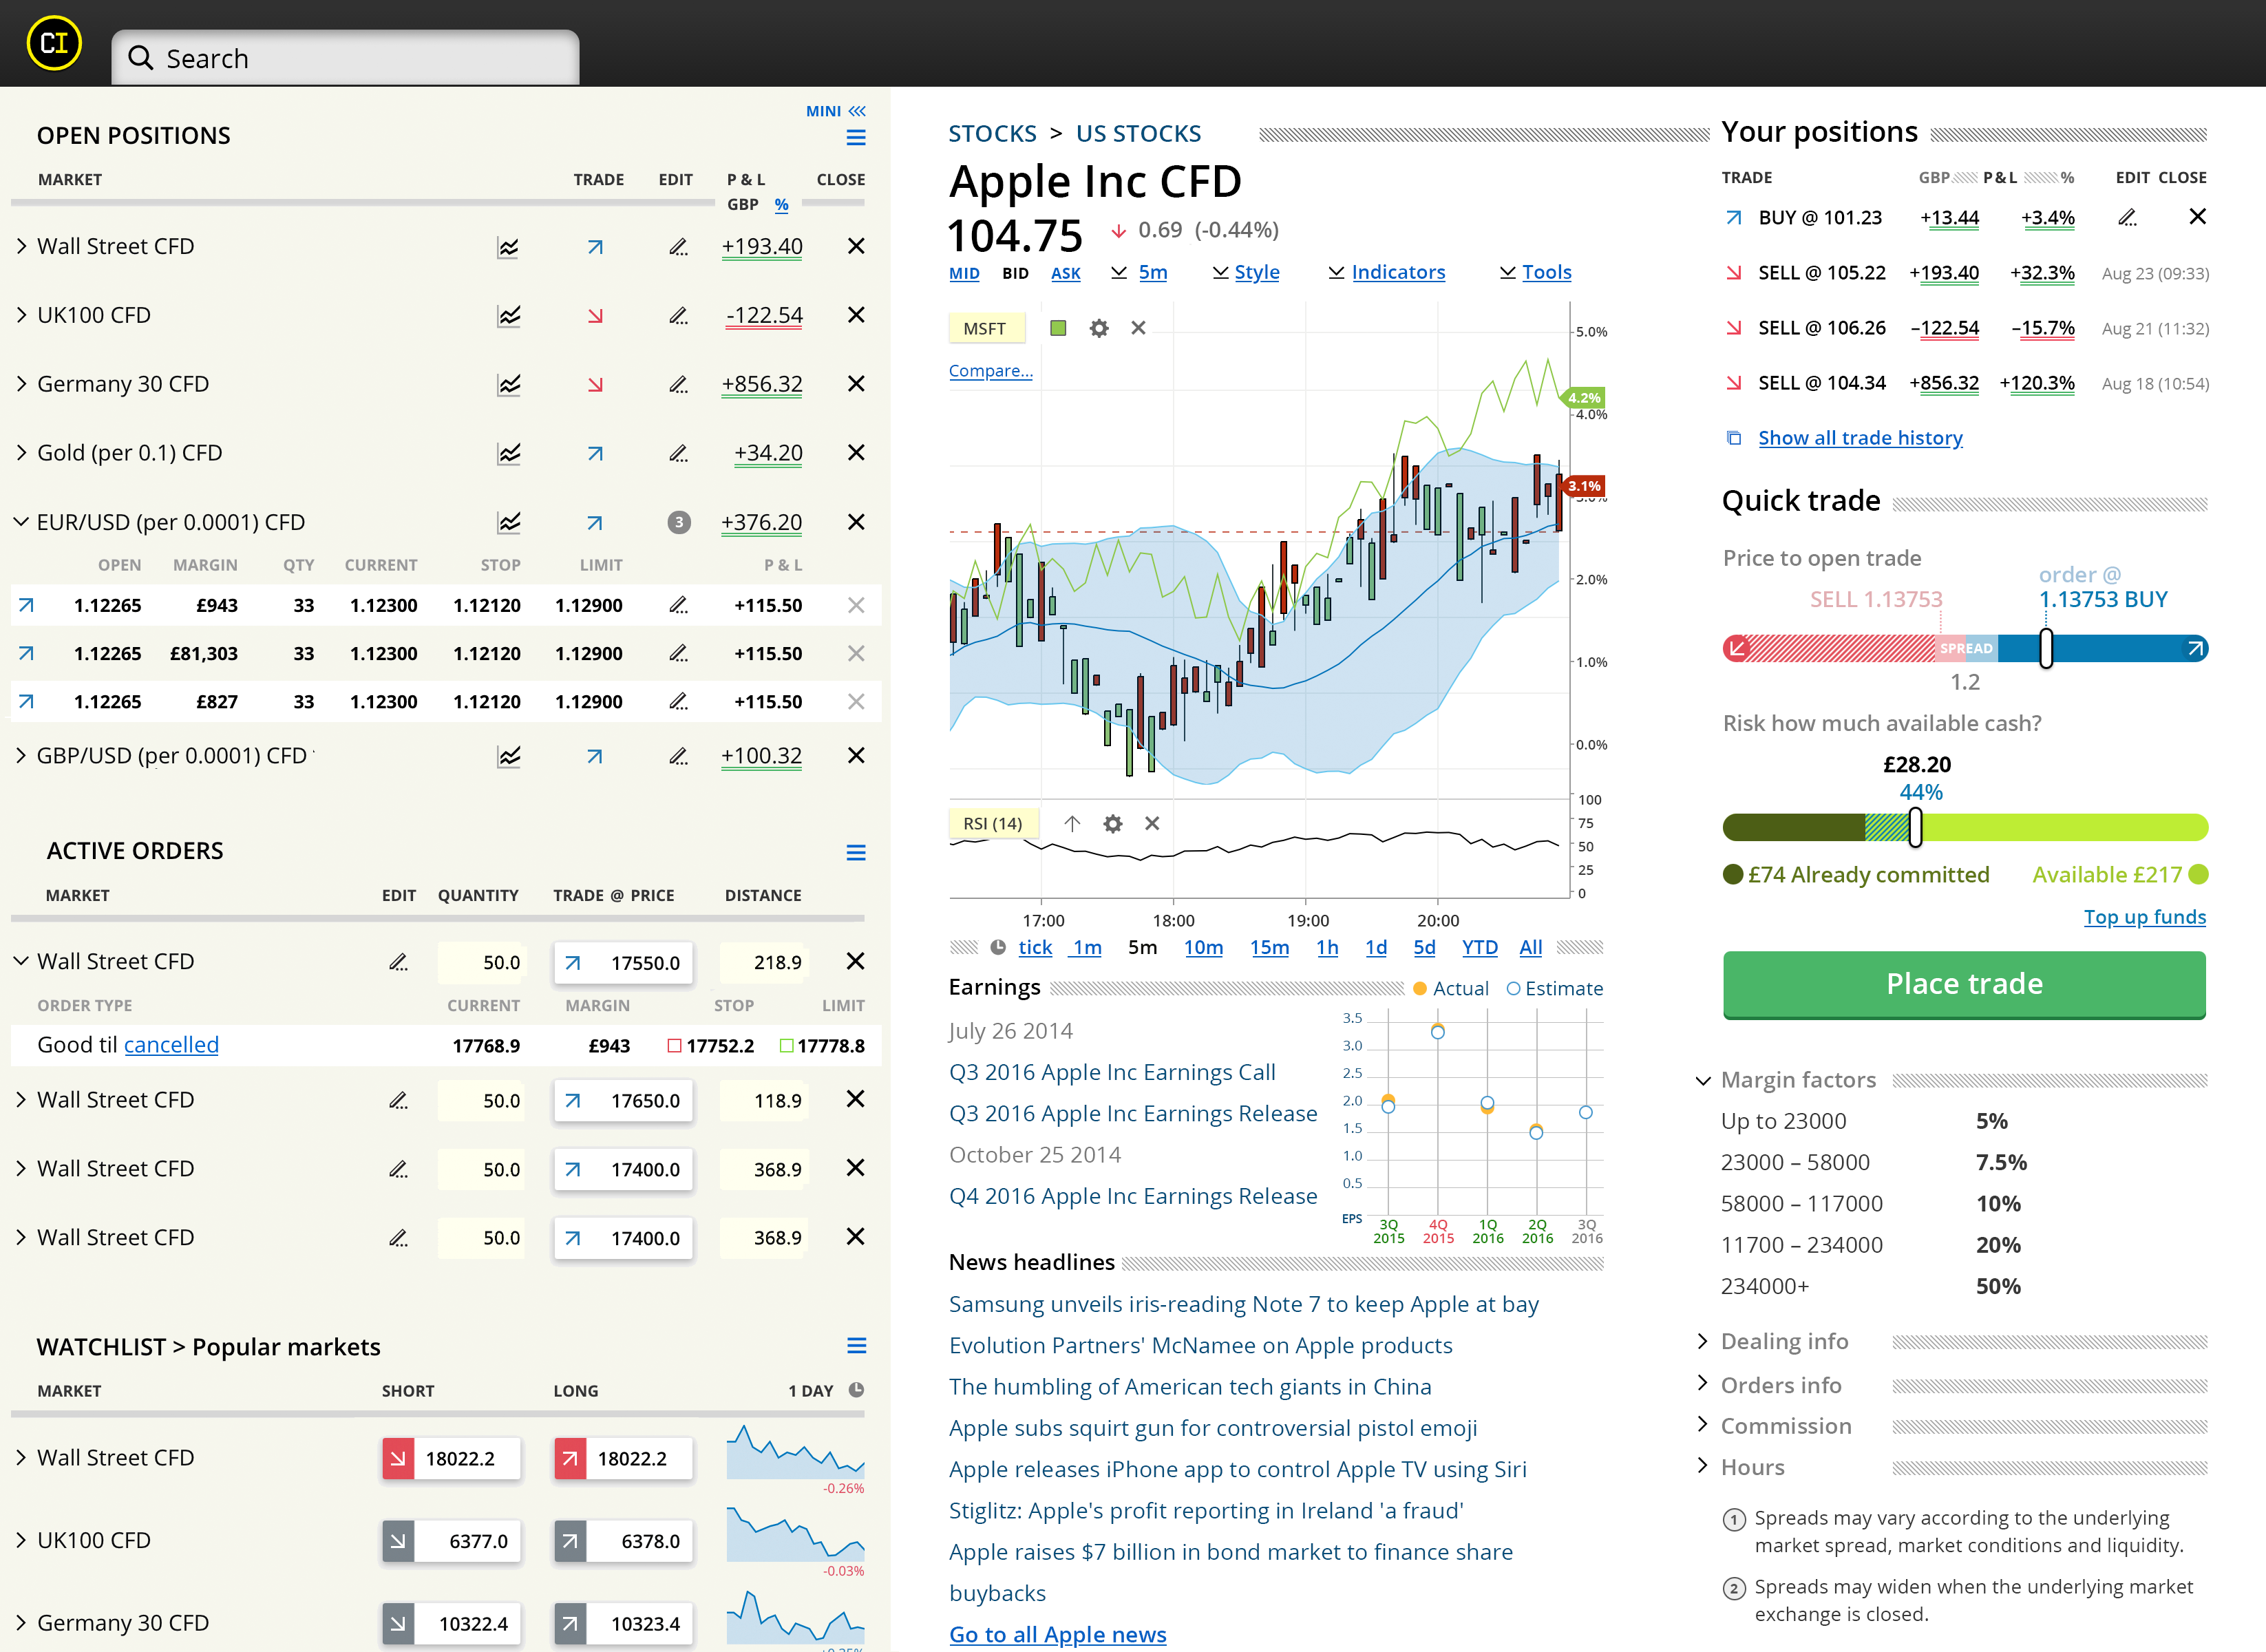 CI
Search
MINI
OPEN POSITIONS
MARKET TRADE EDIT P & L CLOSE
GBP %
Wall Street CFD +193.40
UK100 CFD -122.54
Germany 30 CFD +856.32
Gold (per 0.1) CFD +34.20
EUR/USD (per 0.0001) CFD 3 +376.20
OPEN MARGIN QTY CURRENT STOP LIMIT P & L
1.12265 £943 33 1.12300 1.12120 1.12900 +115.50
1.12265 £81,303 33 1.12300 1.12120 1.12900 +115.50
1.12265 £827 33 1.12300 1.12120 1.12900 +115.50
GBP/USD (per 0.0001) CFD +100.32
ACTIVE ORDERS
MARKET EDIT QUANTITY TRADE @ PRICE DISTANCE
Wall Street CFD 50.0 17550.0 218.9
ORDER TYPE CURRENT MARGIN STOP LIMIT
Good til cancelled 17768.9 £943 17752.2 17778.8
Wall Street CFD 50.0 17650.0 118.9
Wall Street CFD 50.0 17400.0 368.9
Wall Street CFD 50.0 17400.0 368.9
WATCHLIST > Popular markets
MARKET SHORT LONG 1 DAY
Wall Street CFD 18022.2 18022.2
-0.26%
UK100 CFD 6377.0 6378.0
-0.03%
Germany 30 CFD 10322.4 10323.4
STOCKS > US STOCKS
Apple Inc CFD
104.75 0.69 (-0.44%)
MID BID ASK 5m Style Indicators Tools
MSFT
Compare...
5.0%
4.2%
4.0%
3.1%
2.0%
1.0%
0.0%
RSI (14)
100
75
50
25
0
17:00 18:00 19:00 20:00
tick 1m 5m 10m 15m 1h 1d 5d YTD All
Earnings Actual Estimate
July 26 2014
Q3 2016 Apple Inc Earnings Call
Q3 2016 Apple Inc Earnings Release
October 25 2014
Q4 2016 Apple Inc Earnings Release
3.5
3.0
2.5
2.0
1.5
1.0
0.5
EPS 3Q 4Q 1Q 2Q 3Q
2015 2015 2016 2016 2016
News headlines
Samsung unveils iris-reading Note 7 to keep Apple at bay
Evolution Partners' McNamee on Apple products
The humbling of American tech giants in China
Apple subs squirt gun for controversial pistol emoji
Apple releases iPhone app to control Apple TV using Siri
Stiglitz: Apple's profit reporting in Ireland 'a fraud'
Apple raises $7 billion in bond market to finance share
buybacks
Go to all Apple news
Your positions
TRADE GBP P&L % EDIT CLOSE
BUY @ 101.23 +13.44 +3.4%
SELL @ 105.22 +193.40 +32.3% Aug 23 (09:33)
SELL @ 106.26 –122.54 –15.7% Aug 21 (11:32)
SELL @ 104.34 +856.32 +120.3% Aug 18 (10:54)
Show all trade history
Quick trade
Price to open trade
order @
SELL 1.13753 1.13753 BUY
SPREAD
1.2
Risk how much available cash?
£28.20
44%
£74 Already committed Available £217
Top up funds
Place trade
Margin factors
Up to 23000 5%
23000 – 58000 7.5%
58000 – 117000 10%
11700 – 234000 20%
234000+ 50%
Dealing info
Orders info
Commission
Hours
1 Spreads may vary according to the underlying
market spread, market conditions and liquidity.
2 Spreads may widen when the underlying market
exchange is closed.